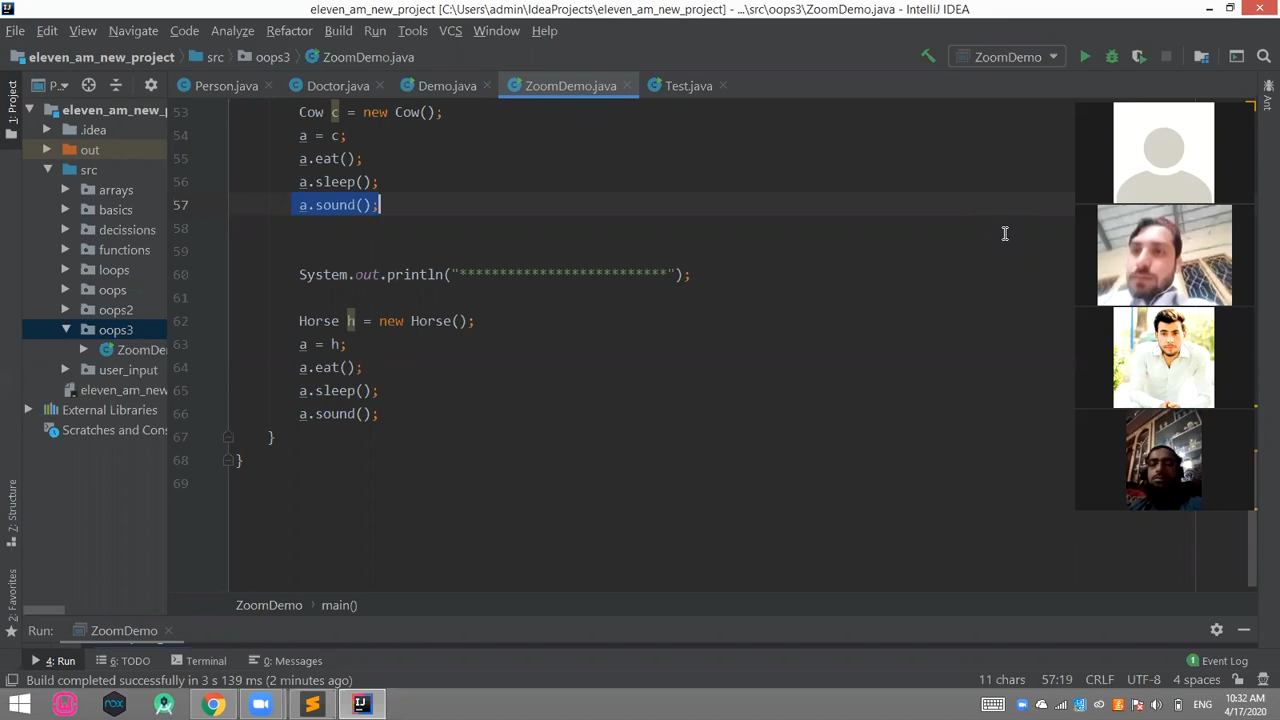 eleven_am_new_project [C:\Users\admin\IdeaProjects\eleven_am_new_project] - ...\src\oops3\ZoomDemo.java - IntelliJ IDEA
File Edit View Navigate Code Analyze Refactor Build Run Tools VCS Window Help
eleven_am_new_project src oops3 ZoomDemo.java ZoomDemo
P.. Person.java Doctor.java Demo.java ZoomDemo.java Test.java
1: Project
Ant
eleven_am_new_p
.idea
out
src
arrays
basics
decissions
functions
loops
oops
oops2
oops3
ZoomDe
user_input
eleven_am_new
External Libraries
Scratches and Cons
53 Cow c = new Cow();
54 a = c;
55 a.eat();
56 a.sleep();
57 a.sound();
58
59
60 System.out.println("**************************");
61
62 Horse h = new Horse();
63 a = h;
64 a.eat();
65 a.sleep();
66 a.sound();
67 }
68 }
69
7: Structure
2: Favorites
ZoomDemo main()
Run: ZoomDemo
4: Run 6: TODO Terminal 0: Messages Event Log
Build completed successfully in 3 s 139 ms (2 minutes ago) 11 chars 57:19 CRLF UTF-8 4 spaces
nox ENG 10:32 AM
4/17/2020